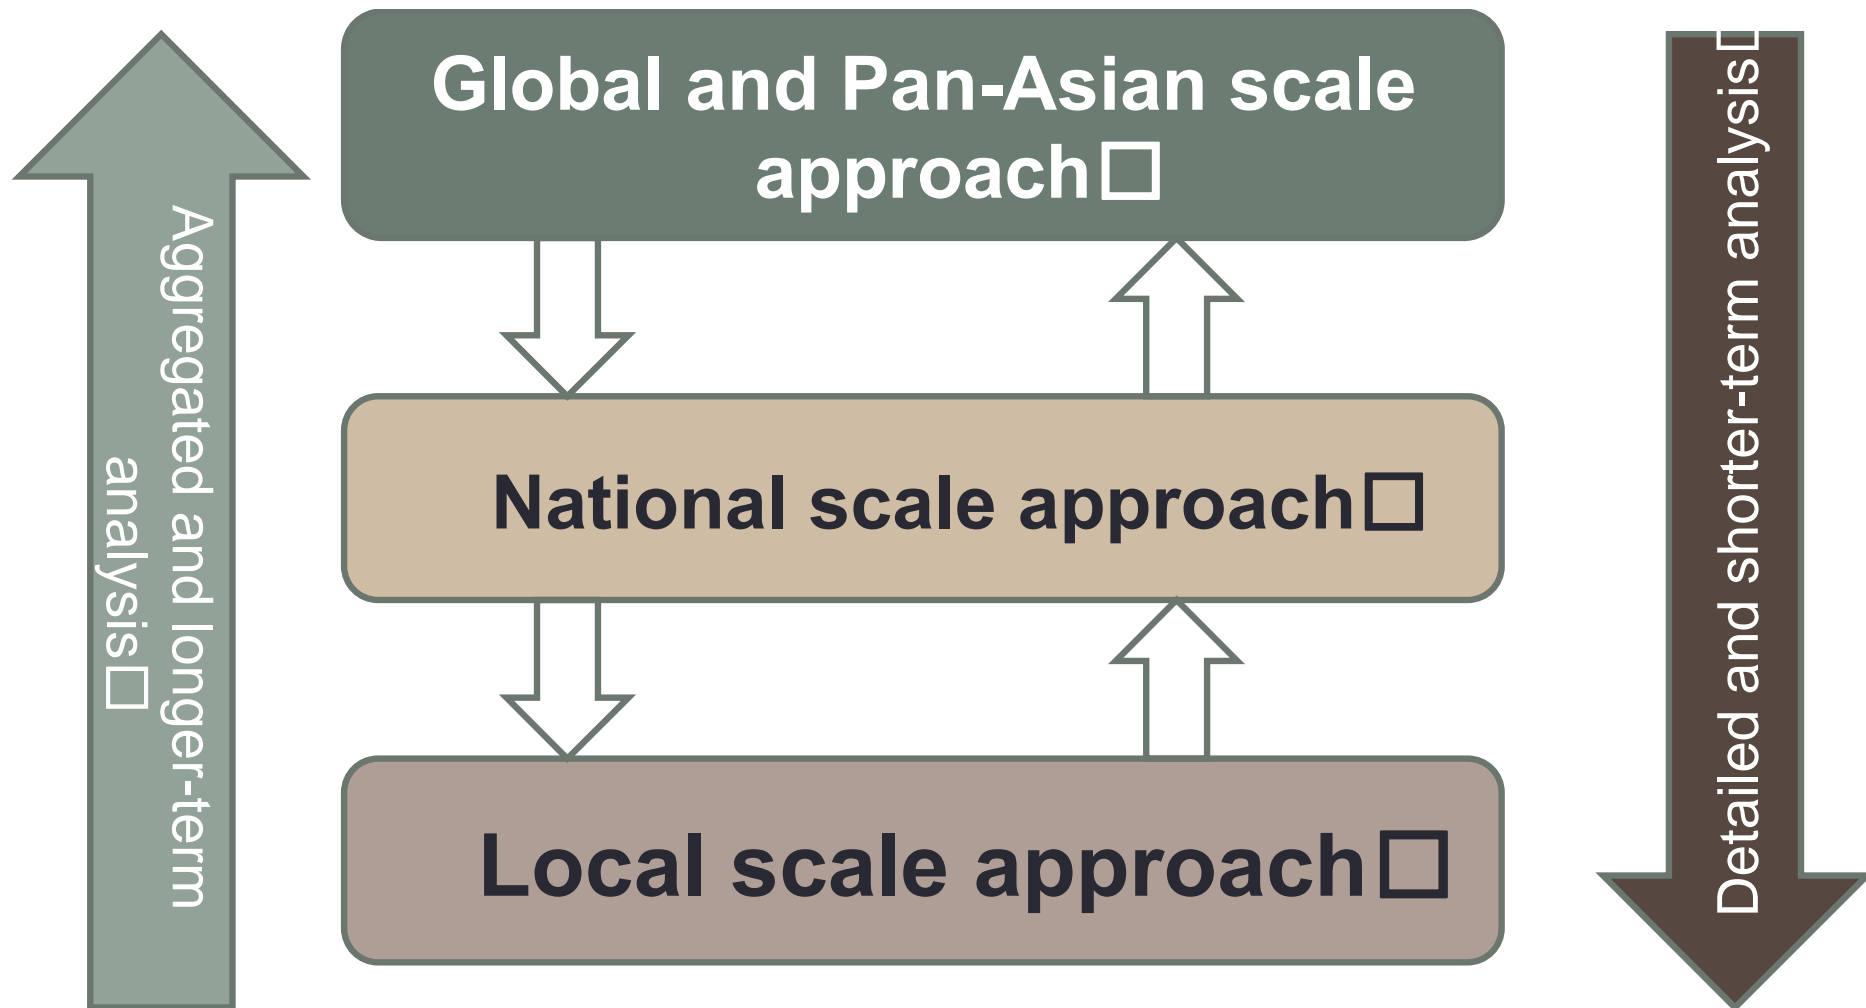 Global and Pan-Asian scale
approach□
Aggregated and longer-term
analysis□
National scale approach□
Local scale approach□
Detailed and shorter-term analysis□